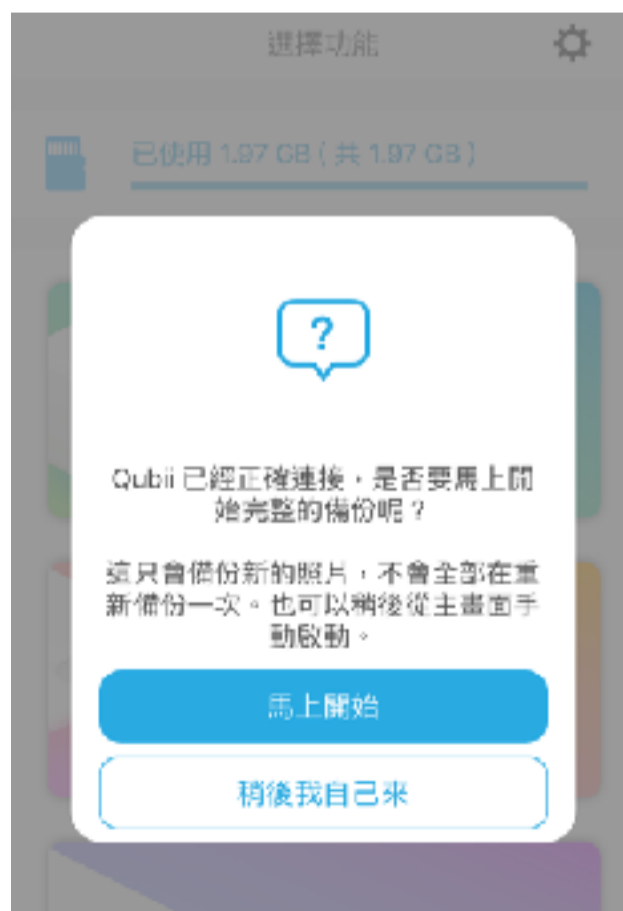 選擇功能
已使用 1.97 GB ( 共 1.97 GB )
?
Qubii 已經正確連接，是否要馬上開
始完整的備份呢？
這只會備份新的照片，不會全部在重
新備份一次。也可以稍後從主畫面手
動啟動。
馬上開始
稍後我自己來